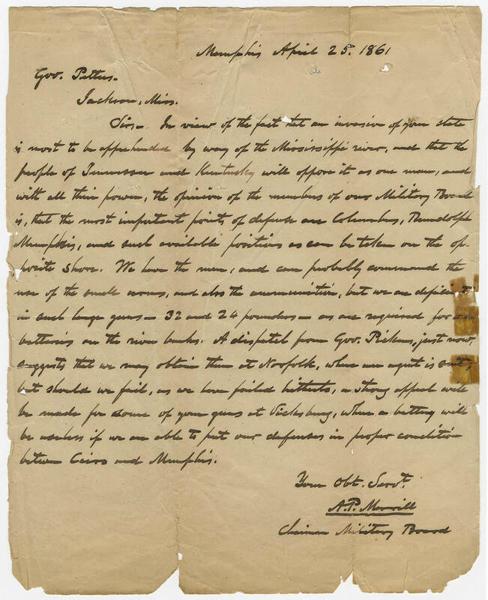 Memphis April 25. 1861
Gov. Pettus.
Jackson, Miss.
Sir - In view of the fact that an invasion of your state
is most to be apprehended by way of the Mississippi river, and that the
people of Tennessee and Kentucky will oppose it as one man, and
with all their power, the opinion of the members of our Military Board
is, that the most important points of defence are Columbus, Randolph
Memphis, and such available positions as can be taken on the op-
posite shore. We have the men, and can probably command the
use of the small arms, and also the ammunition, but we are deficient
in such large guns - 32 and 24 pounders - as are required for
batteries on the river banks. A dispatch from Gov. Pickens, just now,
suggests that we may obtain them at Norfolk, where an agent is
but should we fail, as we have failed hitherto, a strong appeal will
be made for some of your guns at Vicksburg, where a battery will
be useless if we are able to put our defences in proper condition
between Cairo and Memphis.
Your Obt. Servt.
A.P. Merrill
Chairman Military Board